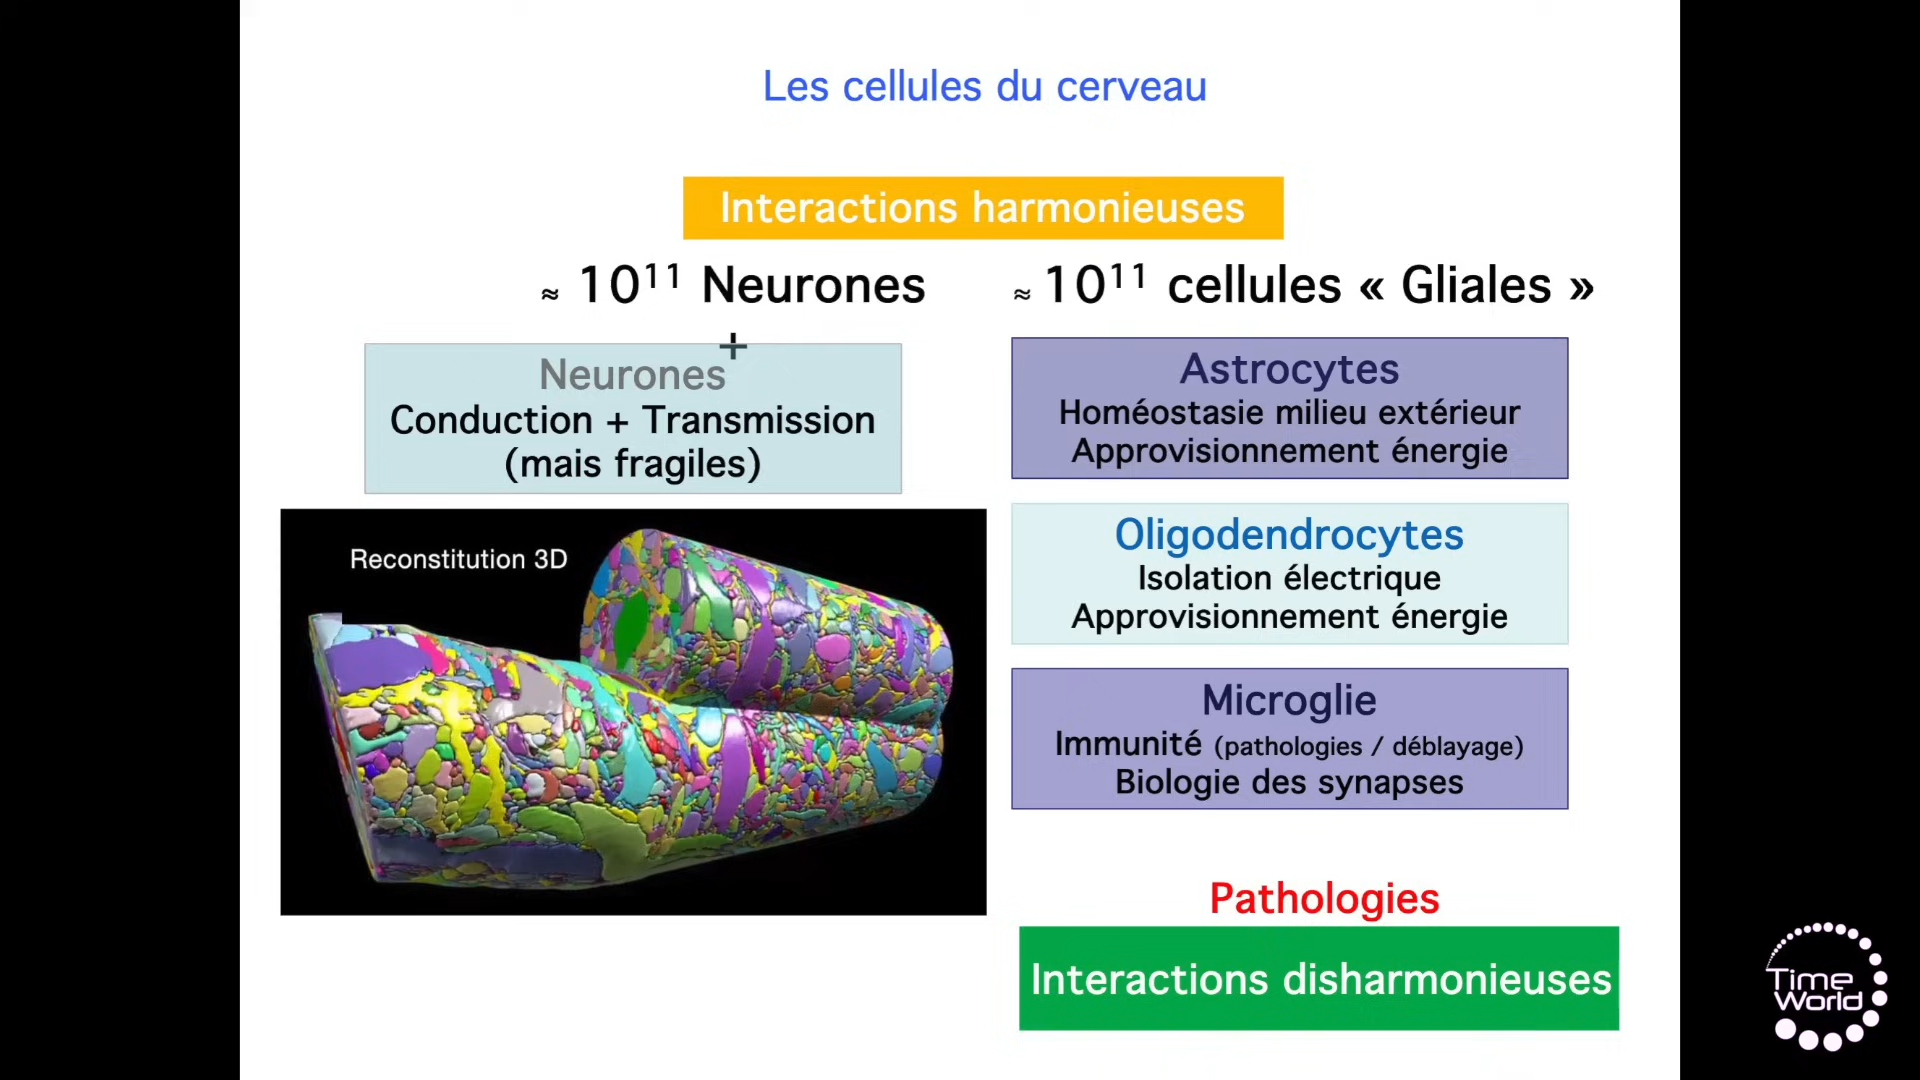 Les cellules du cerveau
Interactions harmonieuses
≈ 10¹¹ Neurones
+
Neurones
Conduction + Transmission
(mais fragiles)
Reconstitution 3D
≈ 10¹¹ cellules « Gliales »
Astrocytes
Homéostasie milieu extérieur
Approvisionnement énergie
Oligodendrocytes
Isolation électrique
Approvisionnement énergie
Microglie
Immunité (pathologies / déblayage)
Biologie des synapses
Pathologies
Interactions disharmonieuses
Time
World